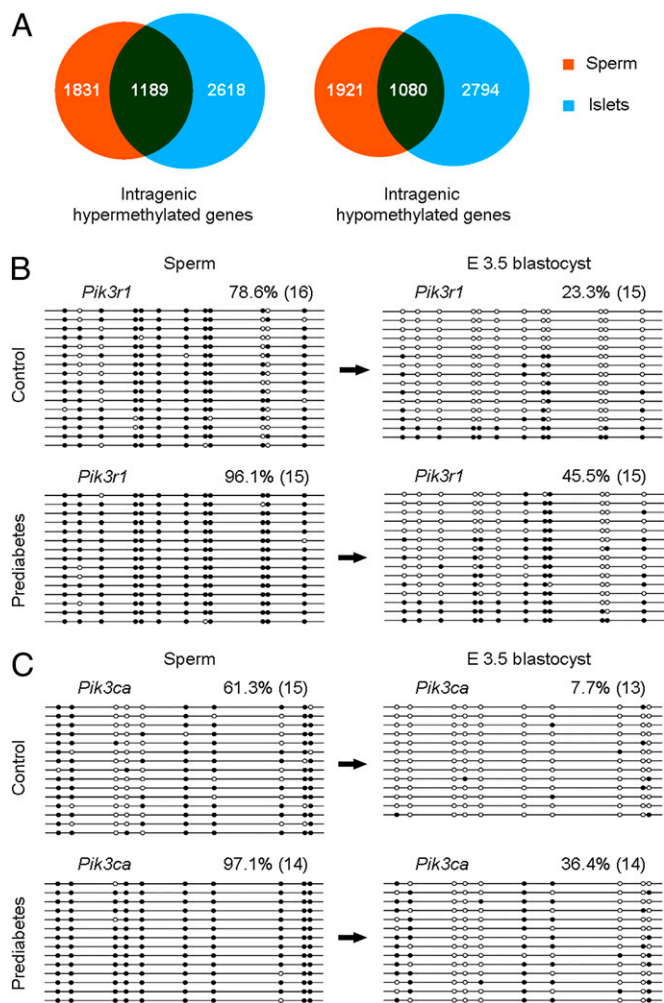 A
1831 1189 2618
1921 1080 2794
Sperm
Islets
Intragenic
hypermethylated genes
Intragenic
hypomethylated genes
B
Sperm
E 3.5 blastocyst
Control
Pik3r1 78.6% (16)
Pik3r1 23.3% (15)
Prediabetes
Pik3r1 96.1% (15)
Pik3r1 45.5% (15)
C
Sperm
E 3.5 blastocyst
Control
Pik3ca 61.3% (15)
Pik3ca 7.7% (13)
Prediabetes
Pik3ca 97.1% (14)
Pik3ca 36.4% (14)